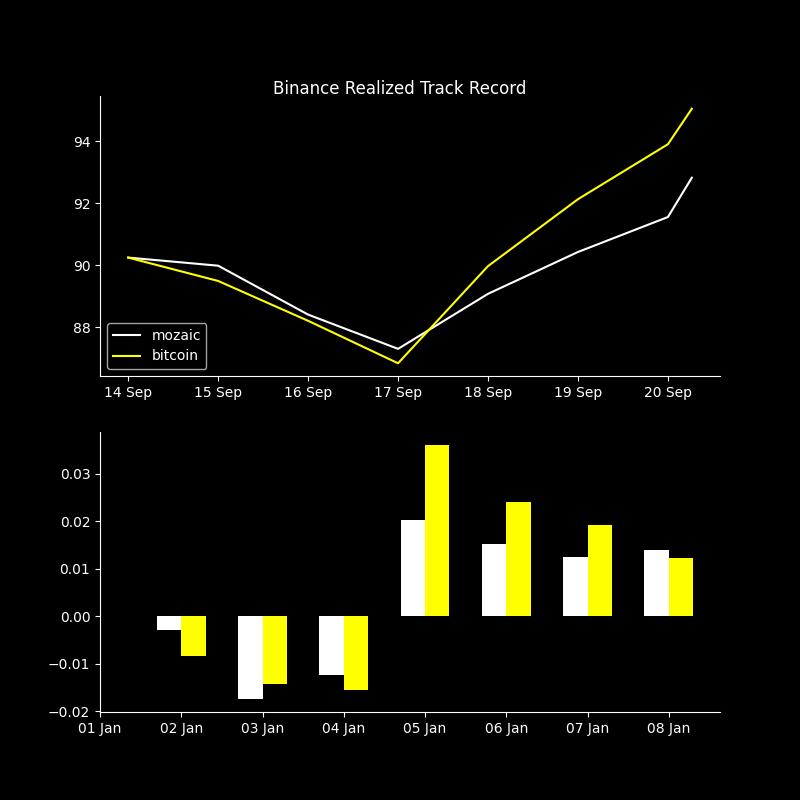 Binance Realized Track Record
94
92
90
88
mozaic
bitcoin
14 Sep 15 Sep 16 Sep 17 Sep 18 Sep 19 Sep 20 Sep
0.03
0.02
0.01
0.00
−0.01
−0.02
01 Jan 02 Jan 03 Jan 04 Jan 05 Jan 06 Jan 07 Jan 08 Jan